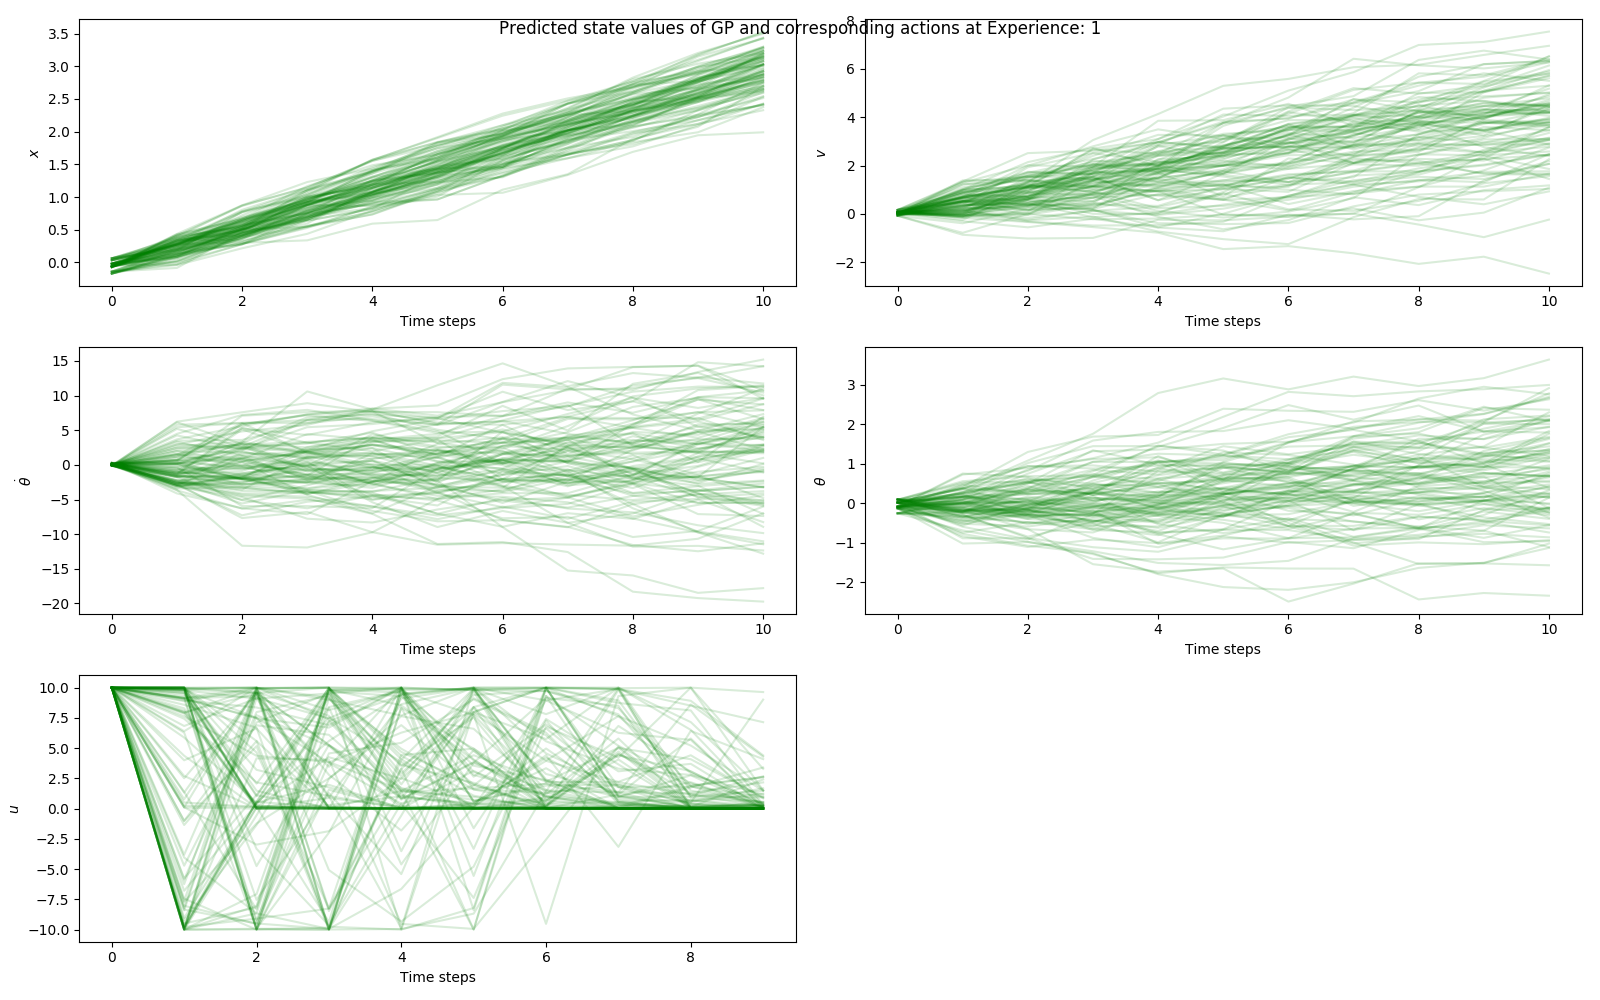 Predicted state values of GP and corresponding actions at Experience: 1
3.5
3.0
2.5
2.0
1.5
1.0
0.5
0.0
x
0 2 4 6 8 10
Time steps
8
6
4
2
0
−2
v
0 2 4 6 8 10
Time steps
15
10
5
0
−5
−10
−15
−20
θ̇
0 2 4 6 8 10
Time steps
3
2
1
0
−1
−2
θ
0 2 4 6 8 10
Time steps
10.0
7.5
5.0
2.5
0.0
−2.5
−5.0
−7.5
−10.0
u
0 2 4 6 8
Time steps